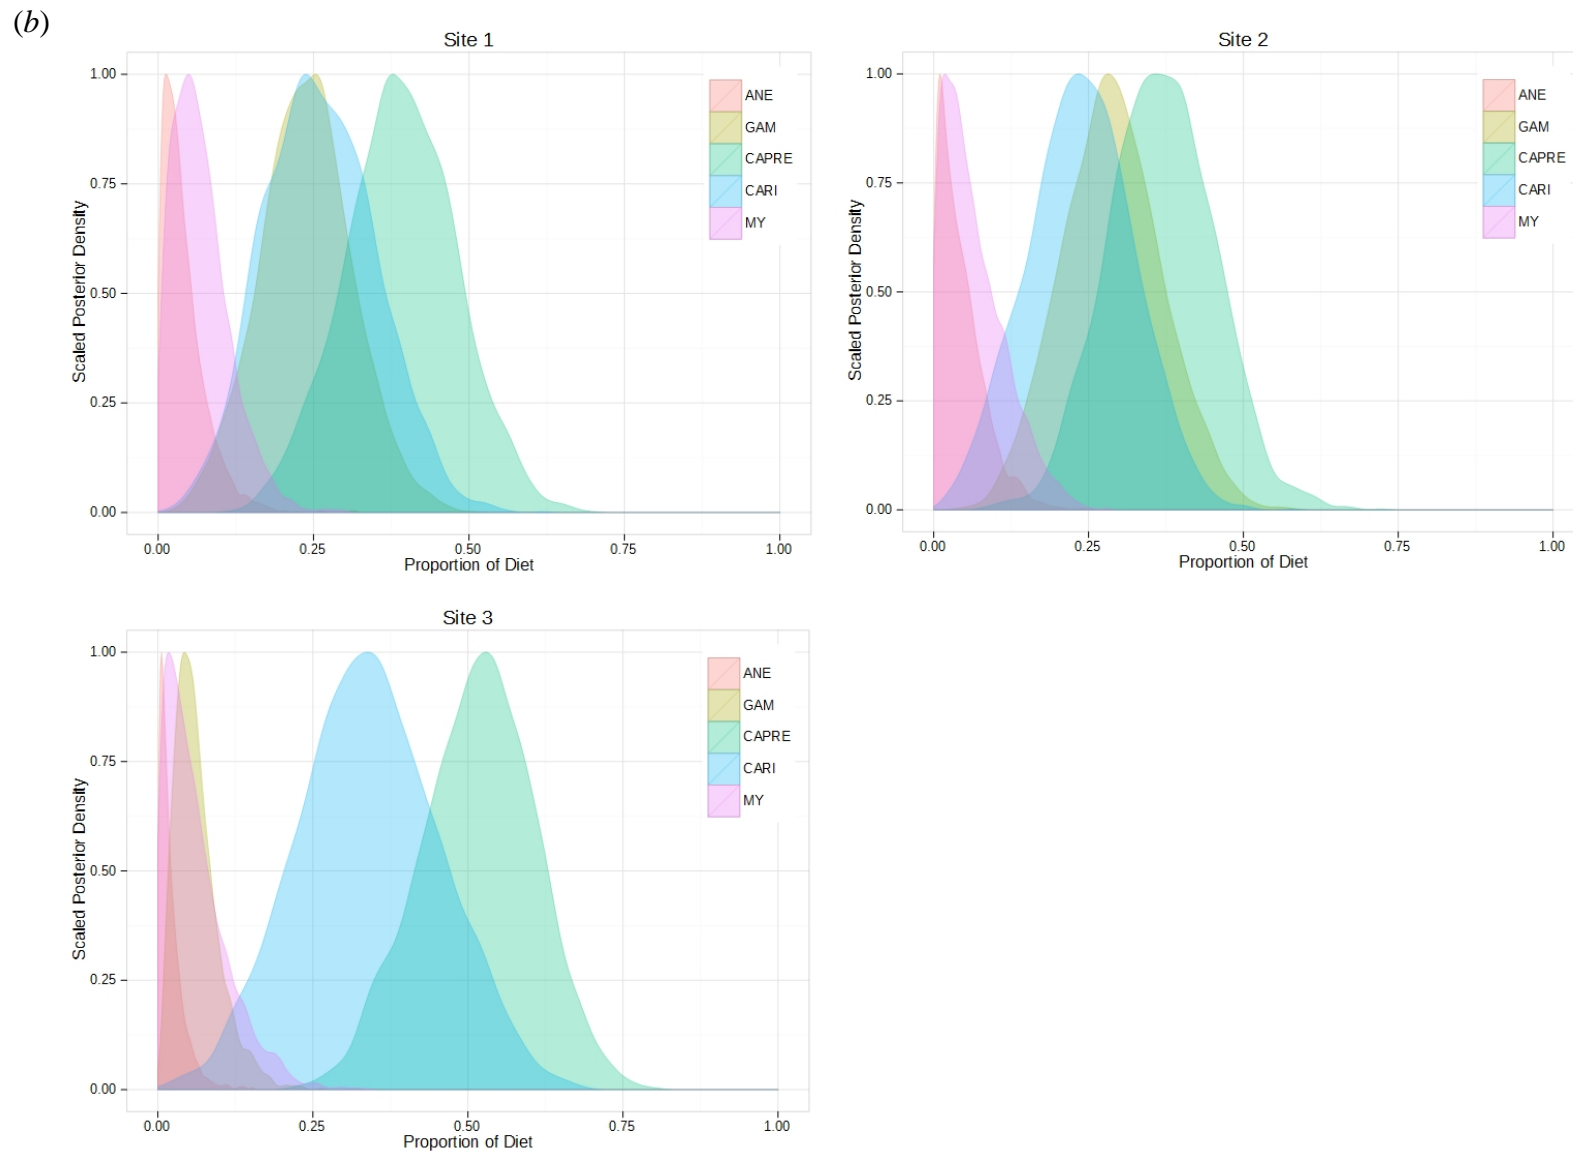 (b)
Site 1
Scaled Posterior Density
1.00
0.75
0.50
0.25
0.00
0.00 0.25 0.50 0.75 1.00
Proportion of Diet
ANE
GAM
CAPRE
CARI
MY
Site 2
Scaled Posterior Density
1.00
0.75
0.50
0.25
0.00
0.00 0.25 0.50 0.75 1.00
Proportion of Diet
ANE
GAM
CAPRE
CARI
MY
Site 3
Scaled Posterior Density
1.00
0.75
0.50
0.25
0.00
0.00 0.25 0.50 0.75 1.00
Proportion of Diet
ANE
GAM
CAPRE
CARI
MY